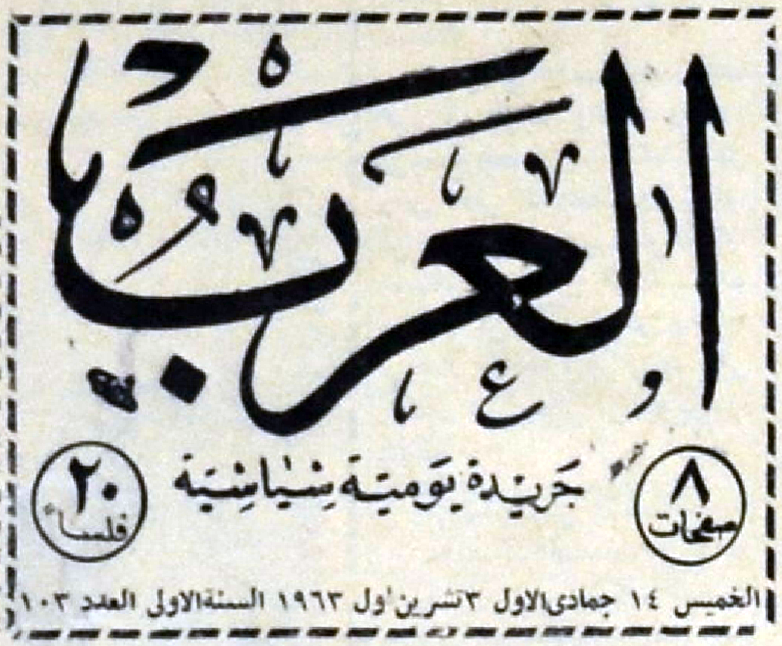 العرب
جريدة يومية سياسية
٨ صفحات
٢٠ فلسا
الخميس ١٤ جمادى الاول ٣ تشرين اول ١٩٦٣ السنة الاولى العدد ١٠٣